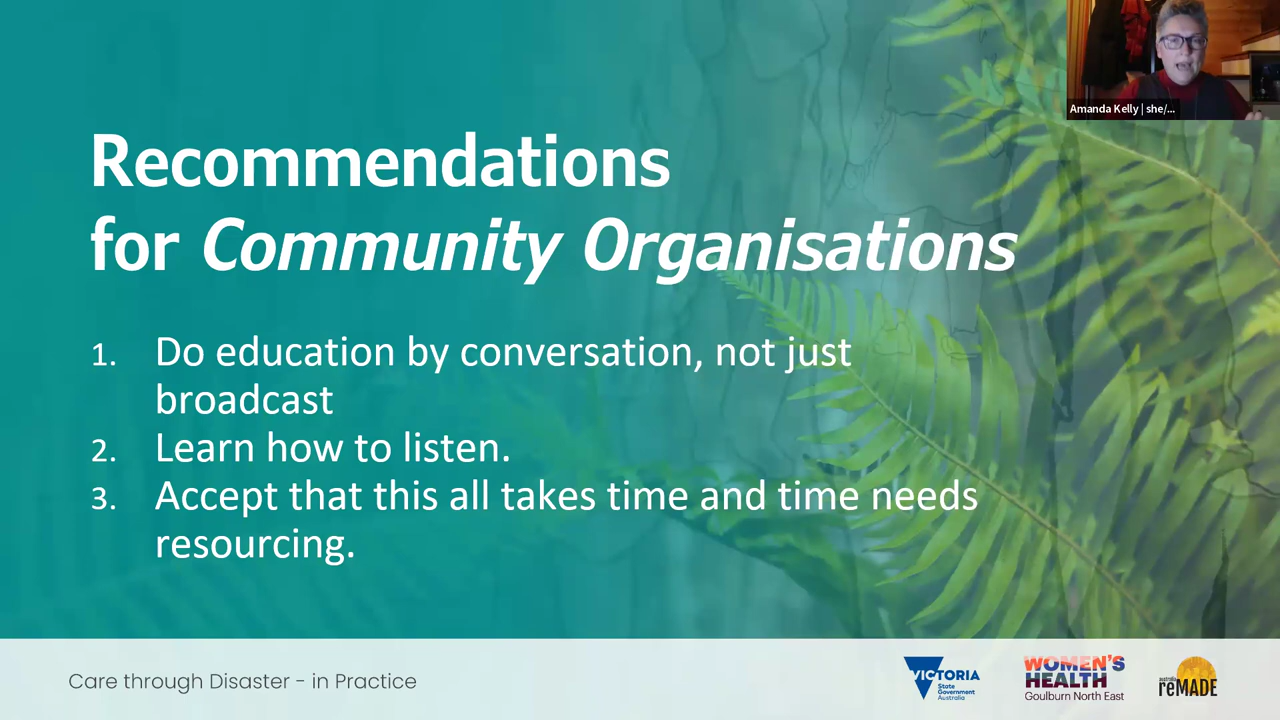 Amanda Kelly | she/...
Recommendations
for Community Organisations
1. Do education by conversation, not just
broadcast
2. Learn how to listen.
3. Accept that this all takes time and time needs
resourcing.
Care through Disaster - in Practice
VICTORIA
State
Government
Australia
WOMEN'S
HEALTH
Goulburn North East
australia
reMADE